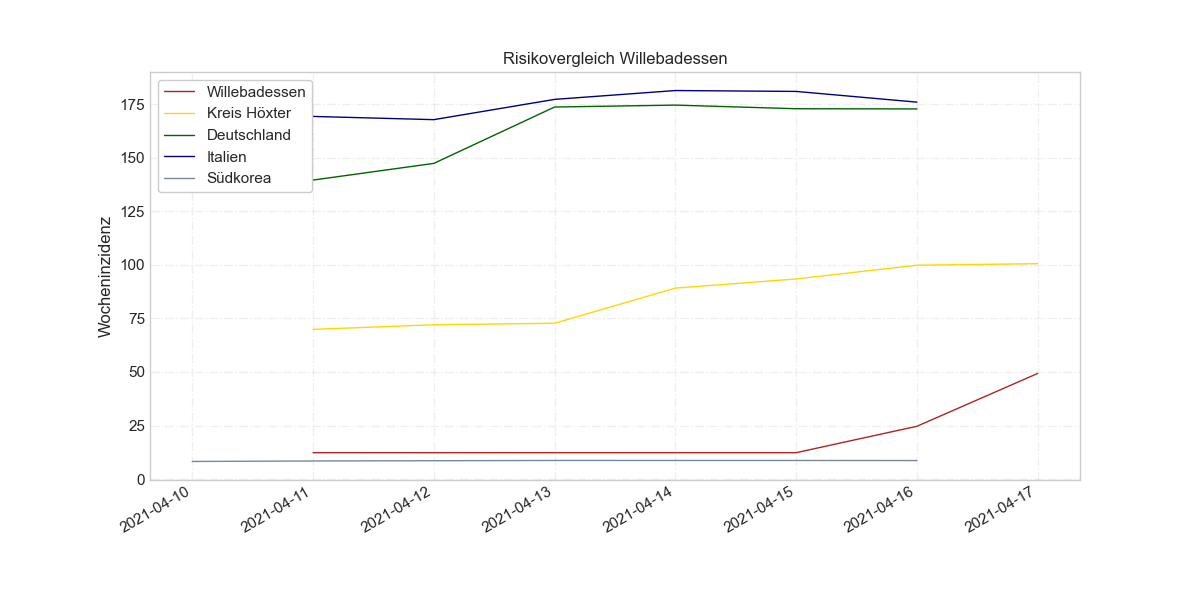 Risikovergleich Willebadessen
Willebadessen
Kreis Höxter
Deutschland
Italien
Südkorea
Wocheninzidenz
175
150
125
100
75
50
25
0
2021-04-10
2021-04-11
2021-04-12
2021-04-13
2021-04-14
2021-04-15
2021-04-16
2021-04-17